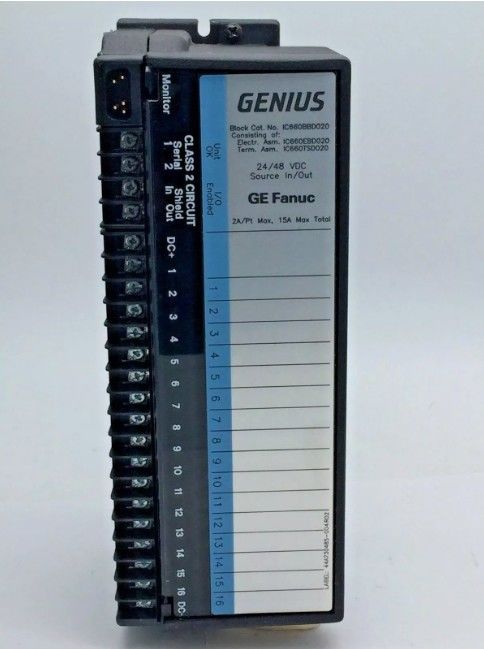 GENIUS
Block Cat. No. IC660BBD020
Consisting of:
Electr. Asm. IC660EBD020
Term. Asm. IC660TSD020
24/48 VDC
Source In/Out
GE Fanuc
2A/Pt Max, 15A Max Total
Unit OK
I/O Enabled
1
2
3
4
5
6
7
8
9
10
11
12
13
14
15
16
Monitor
CLASS 2 CIRCUIT
Serial Shield
1 2 In Out
DC+
1
2
3
4
5
6
7
8
9
10
11
12
13
14
15
16
DC-